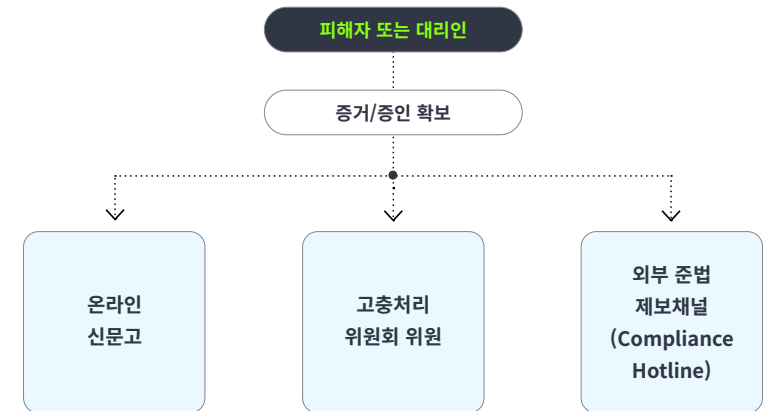 피해자 또는 대리인
증거/증인 확보
온라인
신문고
고충처리
위원회 위원
외부 준법
제보채널
(Compliance
Hotline)